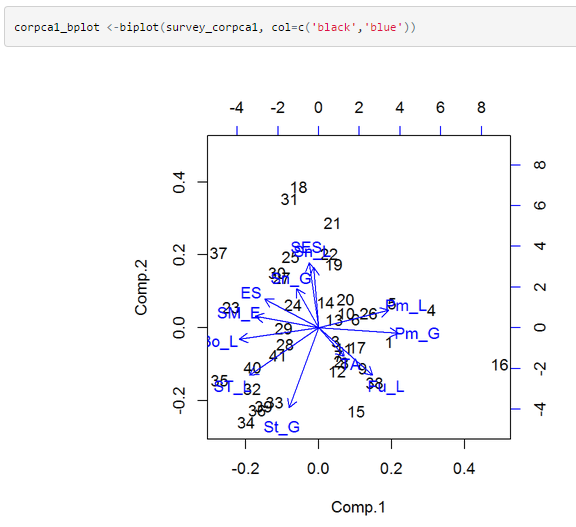 corpca1_bplot <-biplot(survey_corpca1, col=c('black','blue'))
-4 -2 0 2 4 6 8
18
31
21
SES
37 25 22
19
30 27
ES
Pm_L
14 20 5
24
SM_E
23 10 26 4
13 6
29
Pm_G
Bo_L
28 3 17 1
41
40 9 16
12
35 ST_L 38 Pu_L
32
33
39 15
36
34 St_G
0.4
0.2
0.0
-0.2
Comp.2
8
6
4
2
0
-2
-4
-0.2 0.0 0.2 0.4
Comp.1